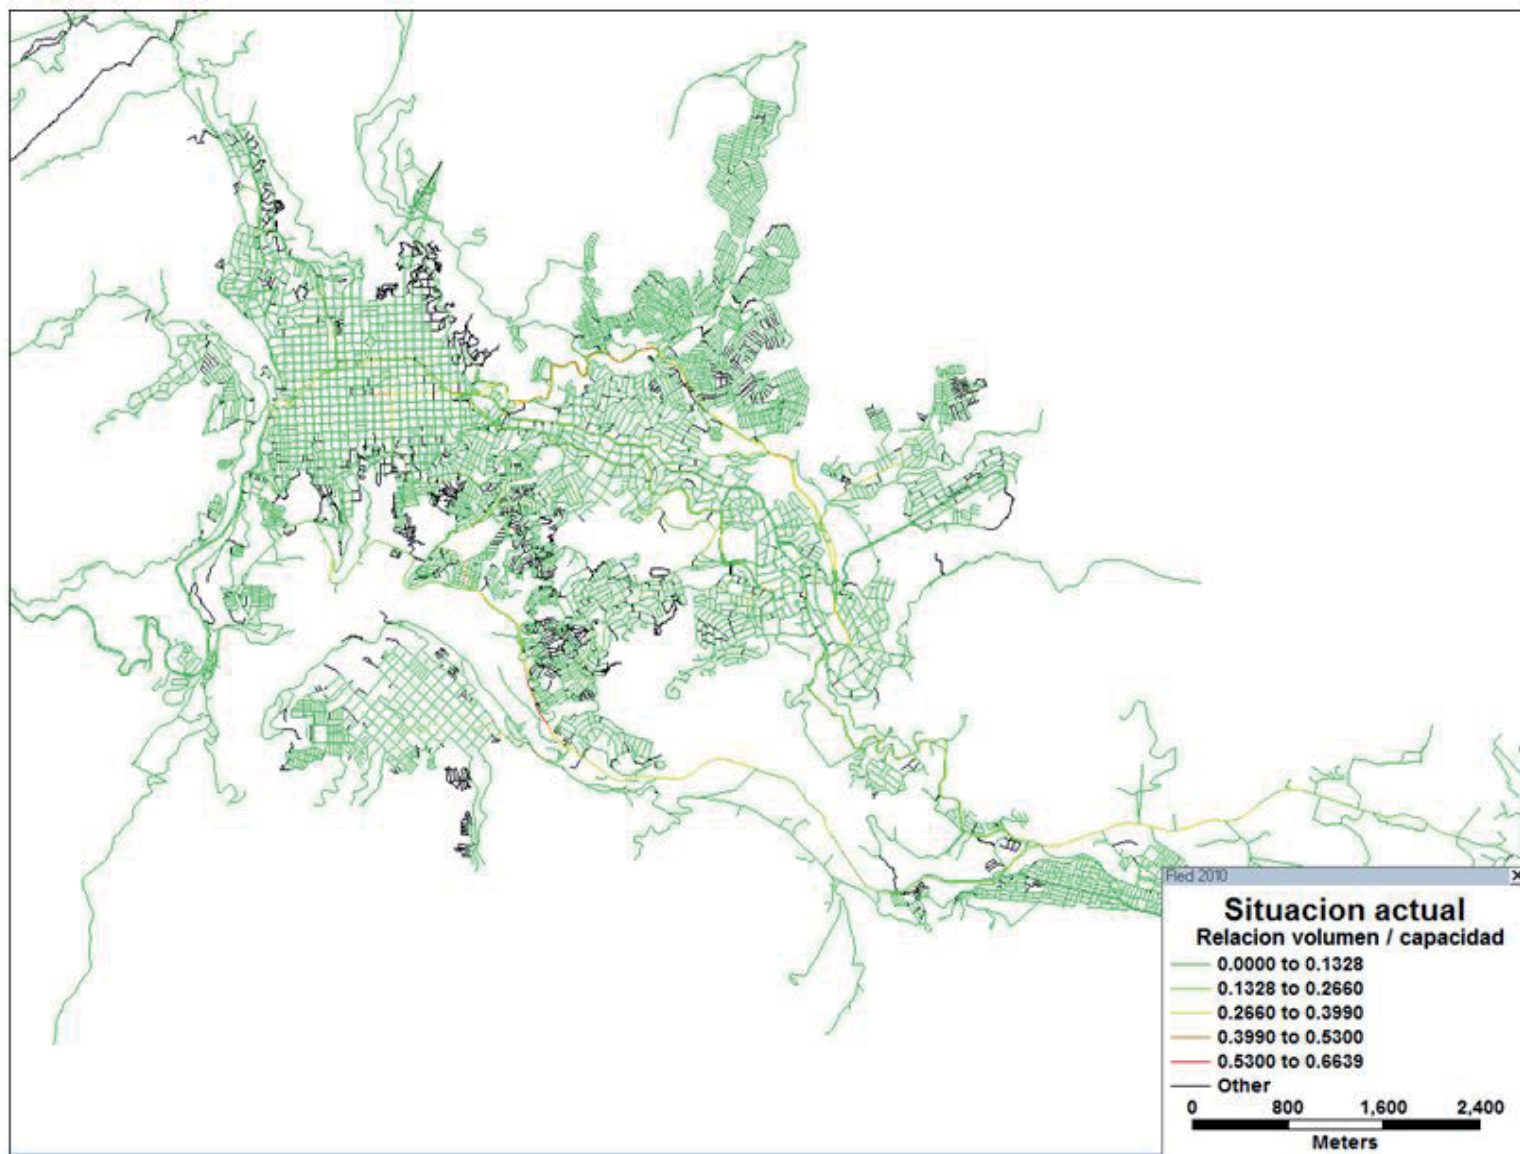 Red 2010
Situacion actual
Relacion volumen / capacidad
0.0000 to 0.1328
0.1328 to 0.2660
0.2660 to 0.3990
0.3990 to 0.5300
0.5300 to 0.6639
Other
0 800 1,600 2,400
Meters